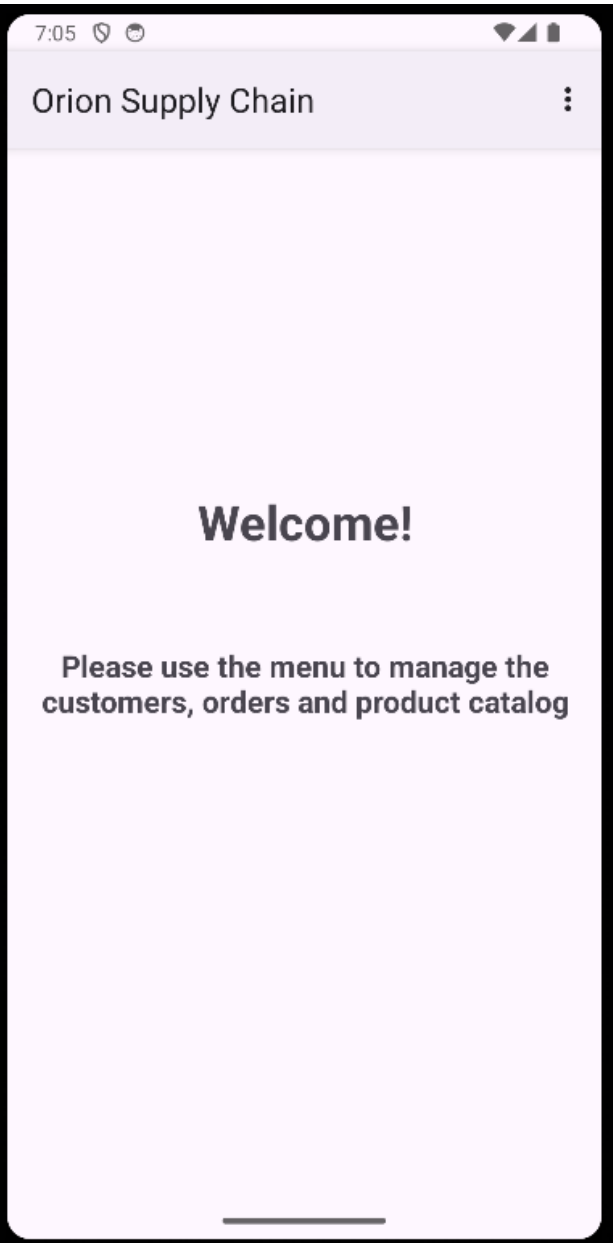 7:05
Orion Supply Chain
Welcome!
Please use the menu to manage the
customers, orders and product catalog